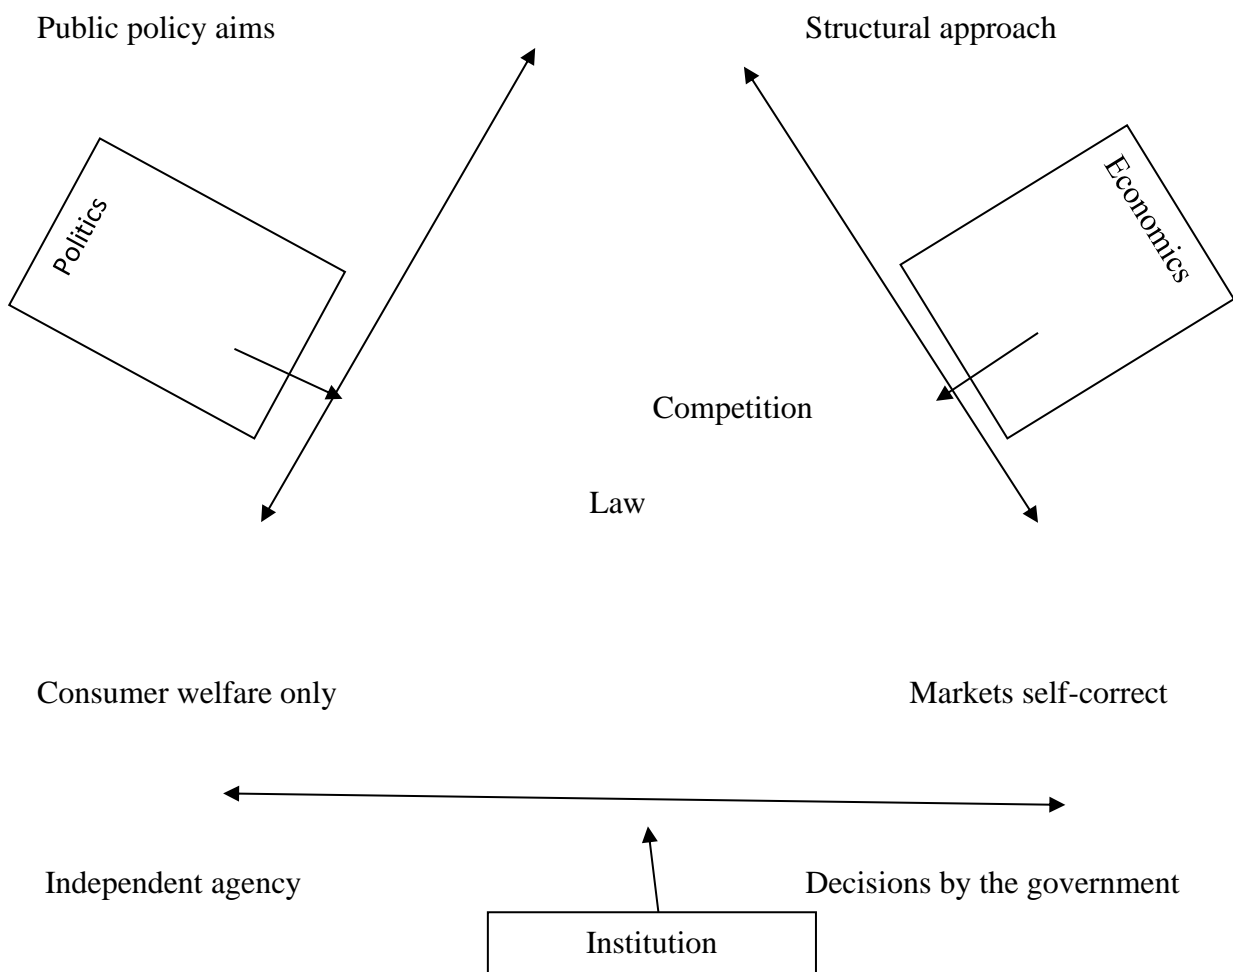 Public policy aims
Structural approach
Politics
Economics
Competition
Law
Consumer welfare only
Markets self-correct
Independent agency
Decisions by the government
Institution